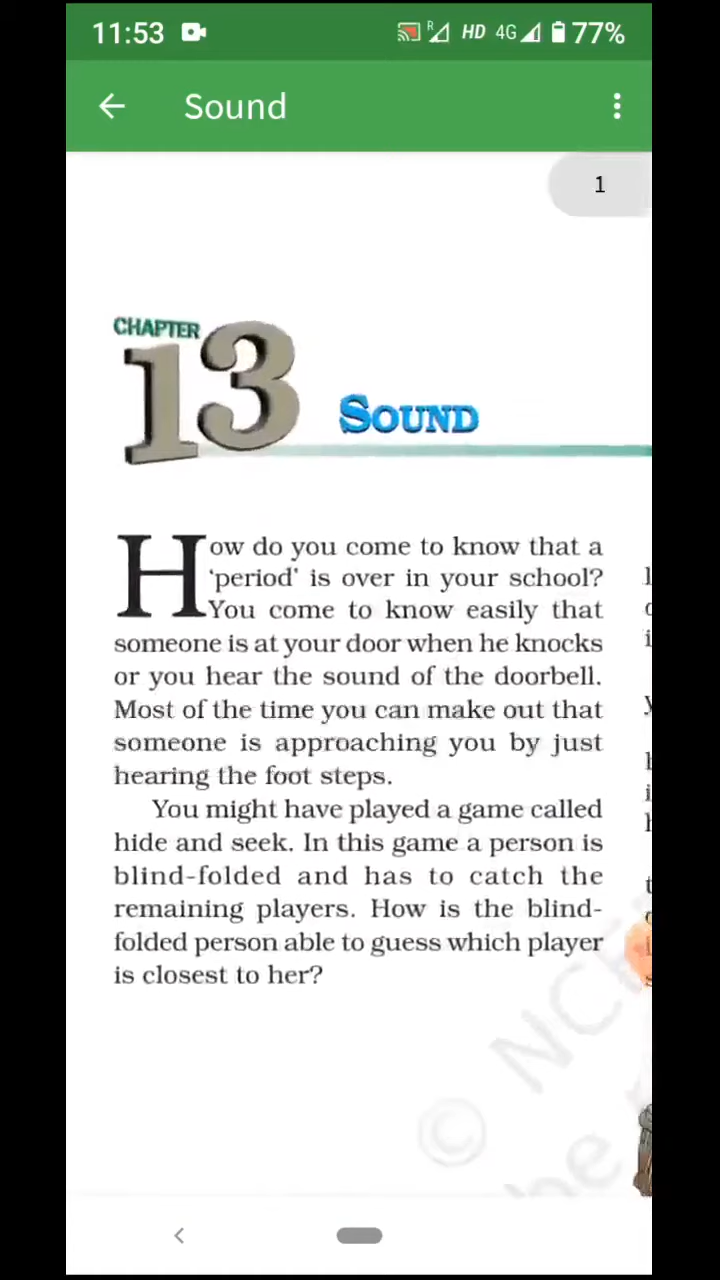 11:53 R HD 4G 77%
Sound
1
CHAPTER
13 SOUND
How do you come to know that a
'period' is over in your school?
You come to know easily that
someone is at your door when he knocks
or you hear the sound of the doorbell.
Most of the time you can make out that
someone is approaching you by just
hearing the foot steps.
You might have played a game called
hide and seek. In this game a person is
blind-folded and has to catch the
remaining players. How is the blind-
folded person able to guess which player
is closest to her?
© NCE
he